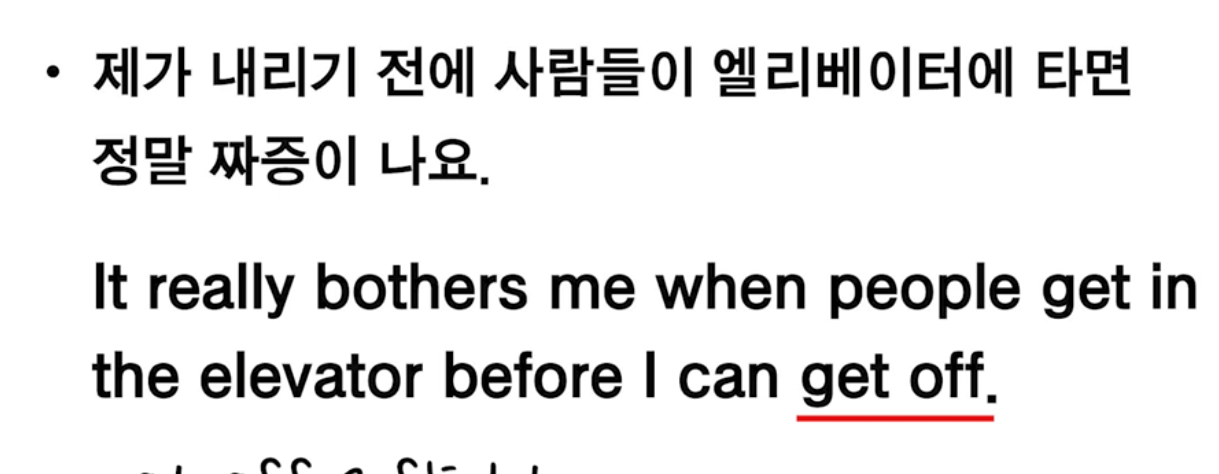 • 제가 내리기 전에 사람들이 엘리베이터에 타면
정말 짜증이 나요.
It really bothers me when people get in
the elevator before I can get off.